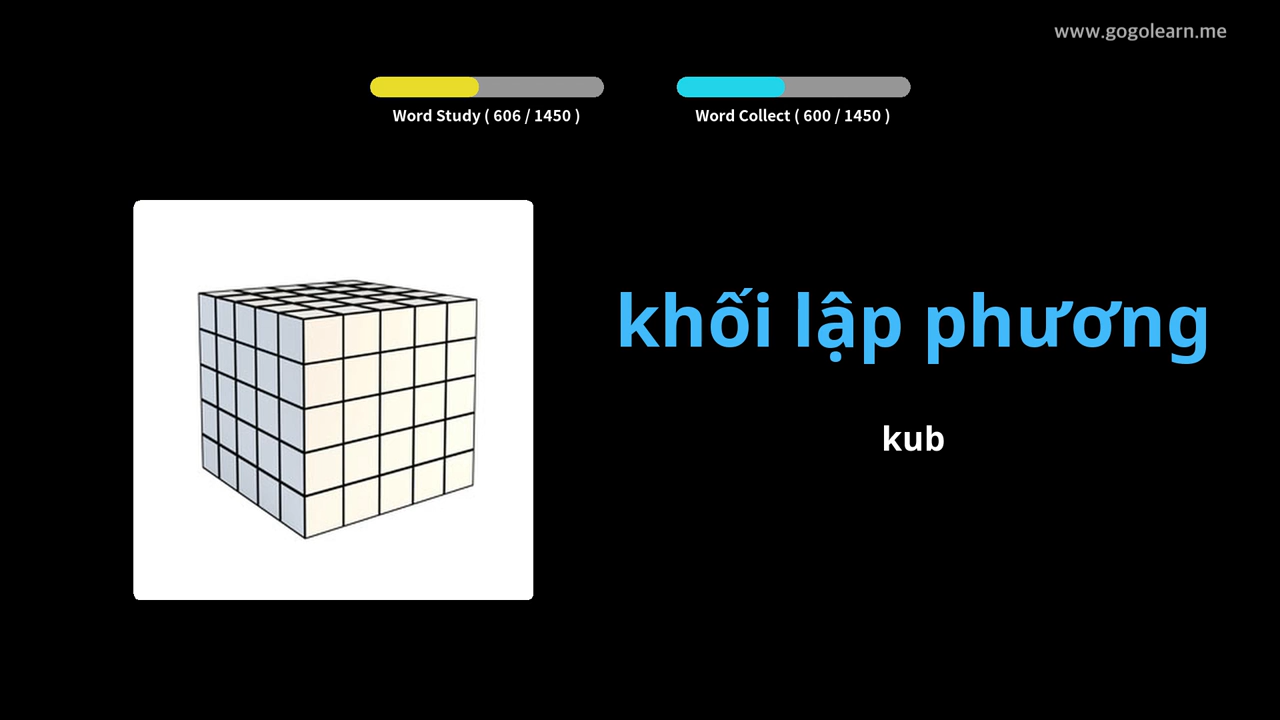 www.gogolearn.me
Word Study ( 606 / 1450 )
Word Collect ( 600 / 1450 )
khối lập phương
kub